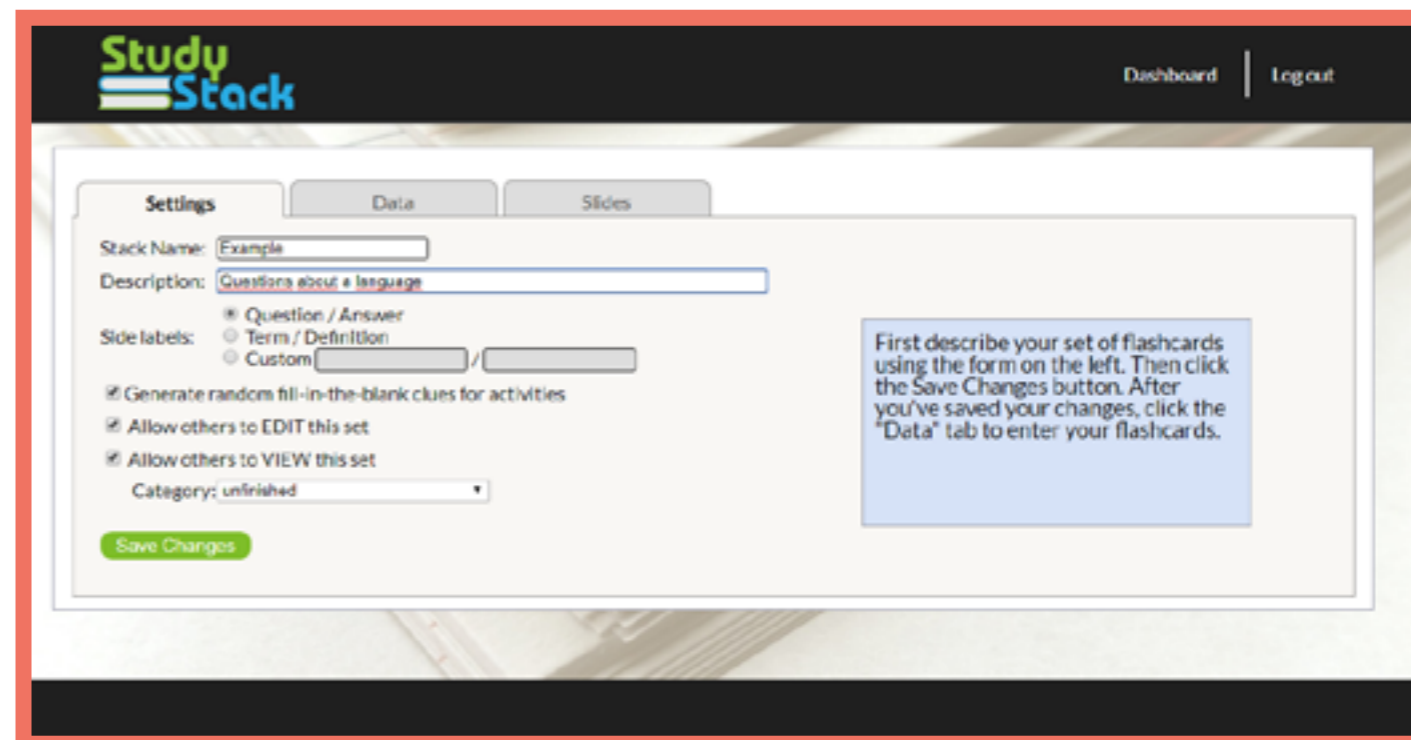 Study
Stack
Dashboard
Log out
Settings
Data
Slides
Stack Name: Example
Description: Questions about a language
Side labels:
Question / Answer
Term / Definition
Custom /
Generate random fill-in-the-blank clues for activities
Allow others to EDIT this set
Allow others to VIEW this set
Category: unfinished
Save Changes
First describe your set of flashcards
using the form on the left. Then click
the Save Changes button. After
you've saved your changes, click the
"Data" tab to enter your flashcards.